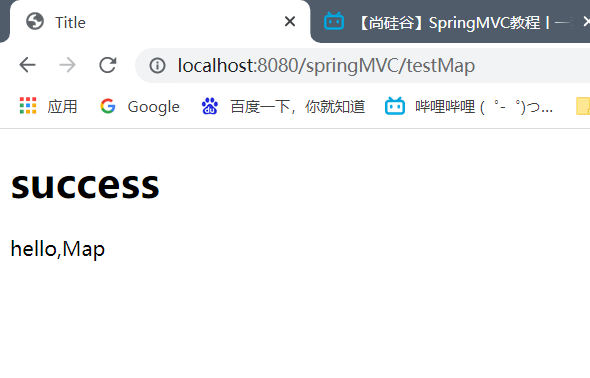 Title 【尚硅谷】SpringMVC教程丨一
localhost:8080/springMVC/testMap
应用 Google 百度一下，你就知道 哔哩哔哩 ( ゜- ゜)つ...
success
hello,Map